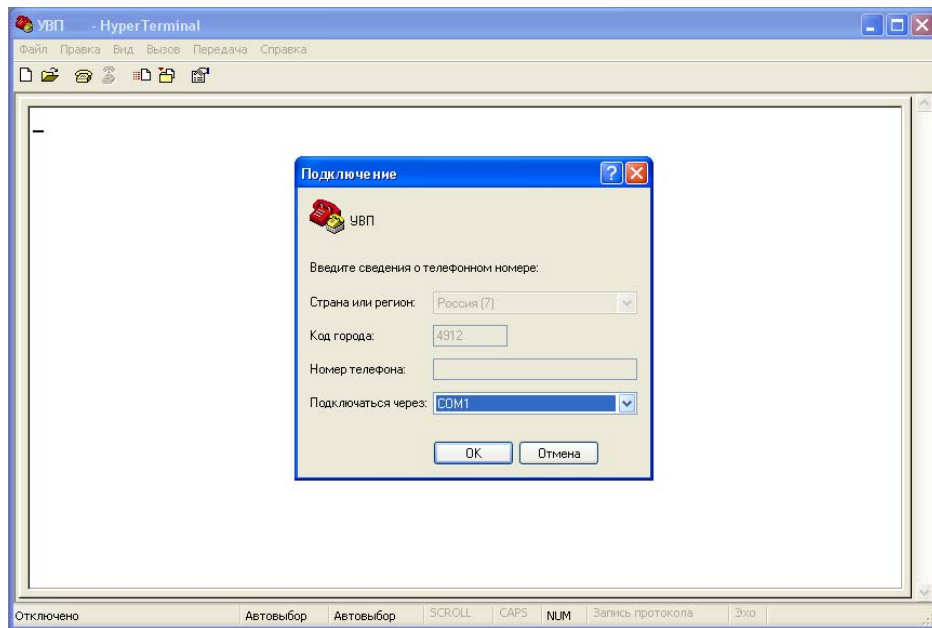 УВП - HyperTerminal
Файл Правка Вид Вызов Передача Справка
Подключение
УВП
Введите сведения о телефонном номере:
Страна или регион: Россия (7)
Код города: 4912
Номер телефона:
Подключаться через: COM1
OK Отмена
Отключено Автовыбор Автовыбор SCROLL CAPS NUM Запись протокола Эхо